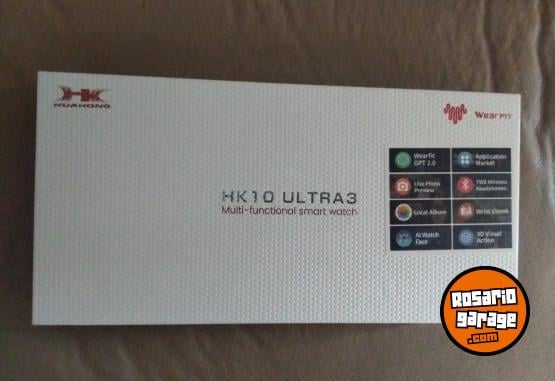 HK
HUAKONG
WearFit
HK10 ULTRA3
Multi-functional smart watch
Wearfit
GPT 2.0
Application
Market
Live Photo
Preview
TWS Wireless
Headphones
Local Album
Wrist Ebook
AI Watch
Face
3D Visual
Action
Rosario
garage
.com